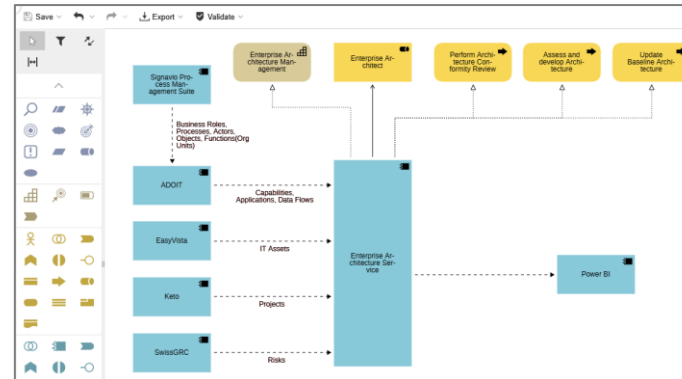 Save
Export
Validate
Enterprise Ar-
chitecture Mana-
gement
Enterprise Ar-
chitect
Perform Archi-
tecture Con-
formity Review
Assess and
develop Archi-
tecture
Update
Baseline Archi-
tecture
Signavio Pro-
cess Man-
agement Suite
Business Roles,
Processes, Actors,
Objects, Functions(Org
Units)
ADOIT
Capabilities,
Applications, Data Flows
EasyVista
IT Assets
Enterprise Ar-
chitecture Ser-
vice
Power BI
Keto
Projects
SwissGRC
Risks